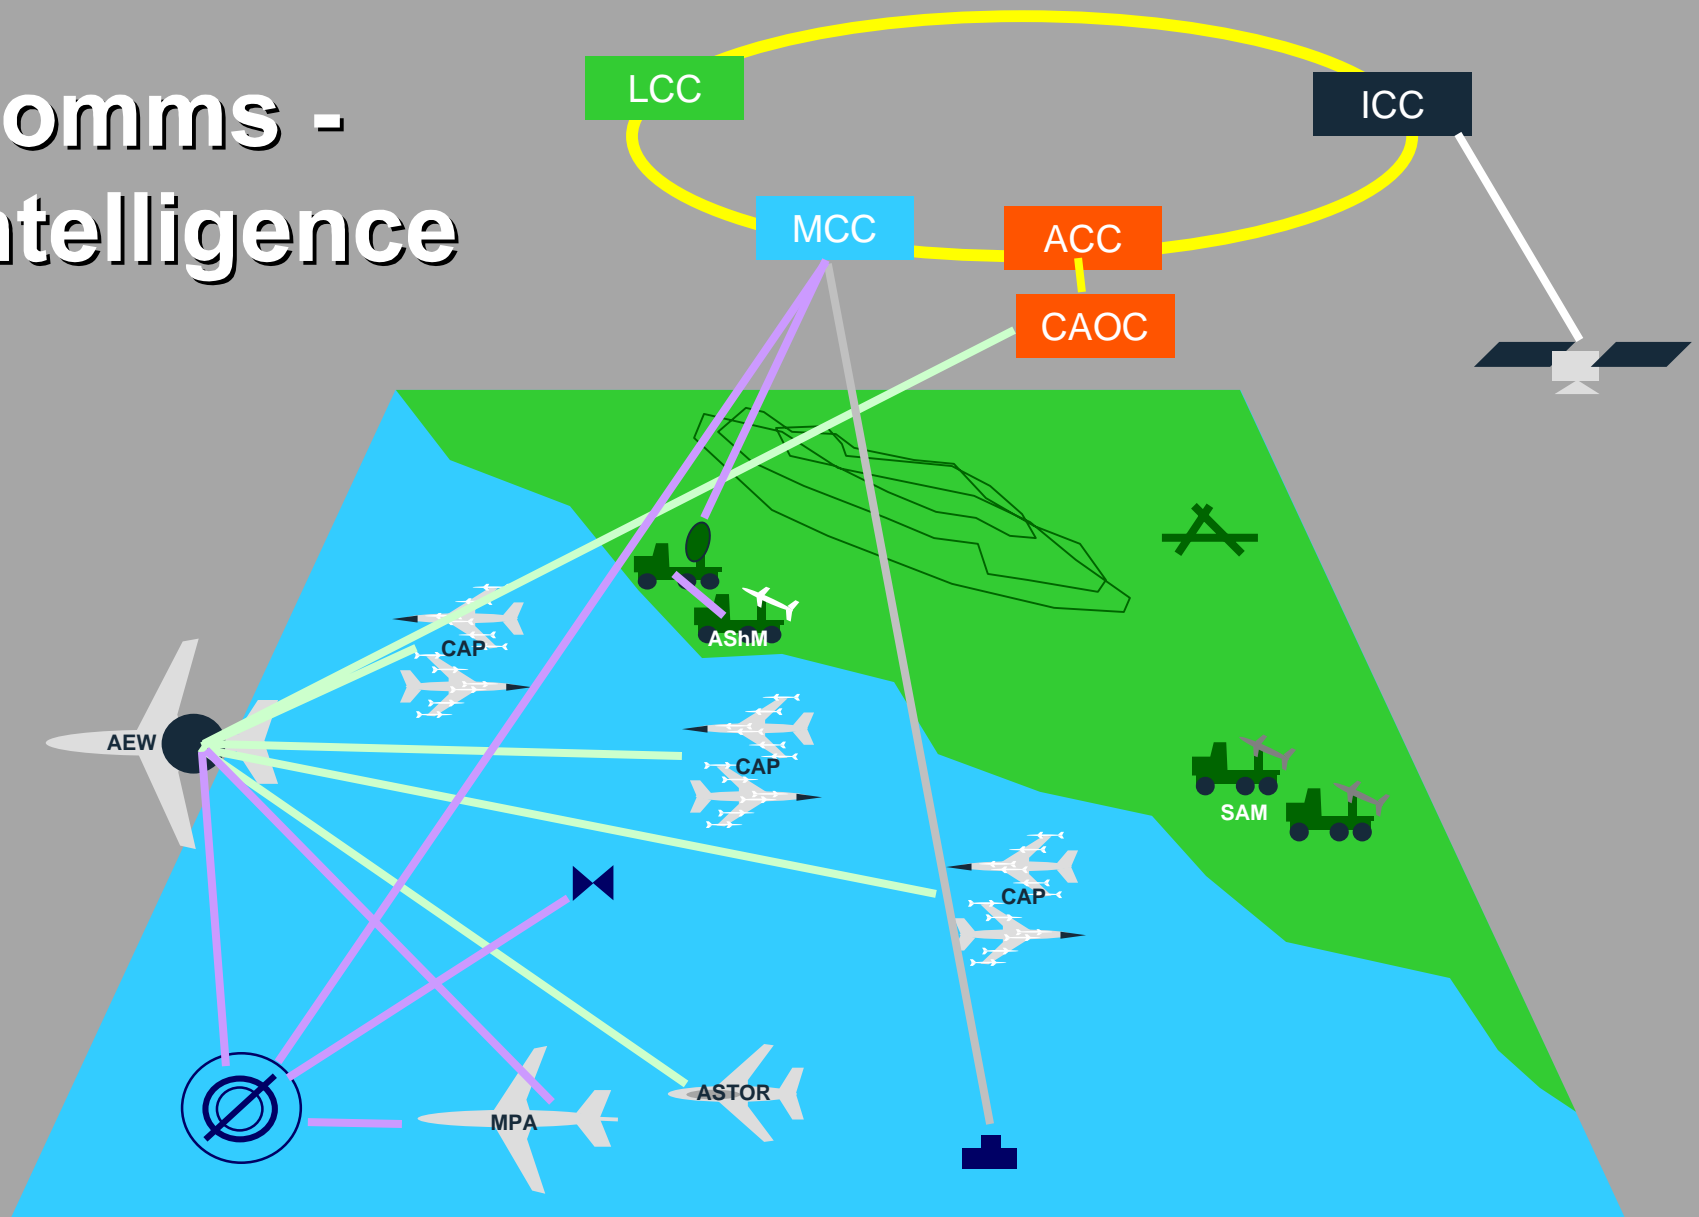 omms -
ntelligence
LCC
ICC
MCC
ACC
CAOC
CAP
AShM
AEW
CAP
SAM
CAP
ASTOR
MPA